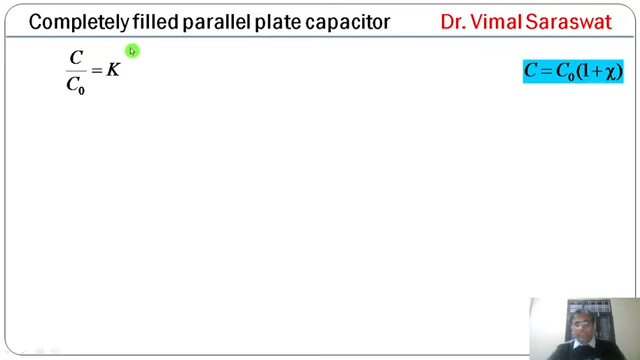 Completely filled parallel plate capacitor Dr. Vimal Saraswat
C/C₀ = K
C = C₀(1+χ)